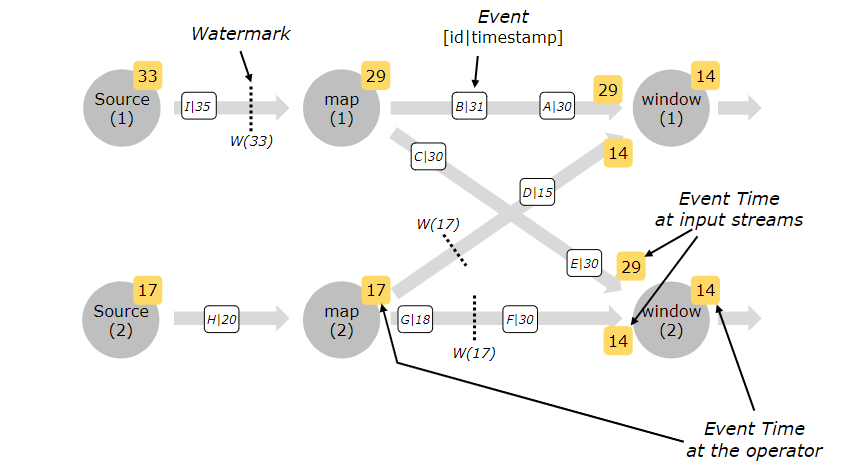 Watermark
Event
[id|timestamp]
33
29
29
14
Source
(1)
I|35
map
(1)
B|31
A|30
window
(1)
W(33)
C|30
14
D|15
Event Time
at input streams
W(17)
E|30
29
17
17
14
Source
(2)
H|20
map
(2)
G|18
F|30
window
(2)
14
W(17)
Event Time
at the operator